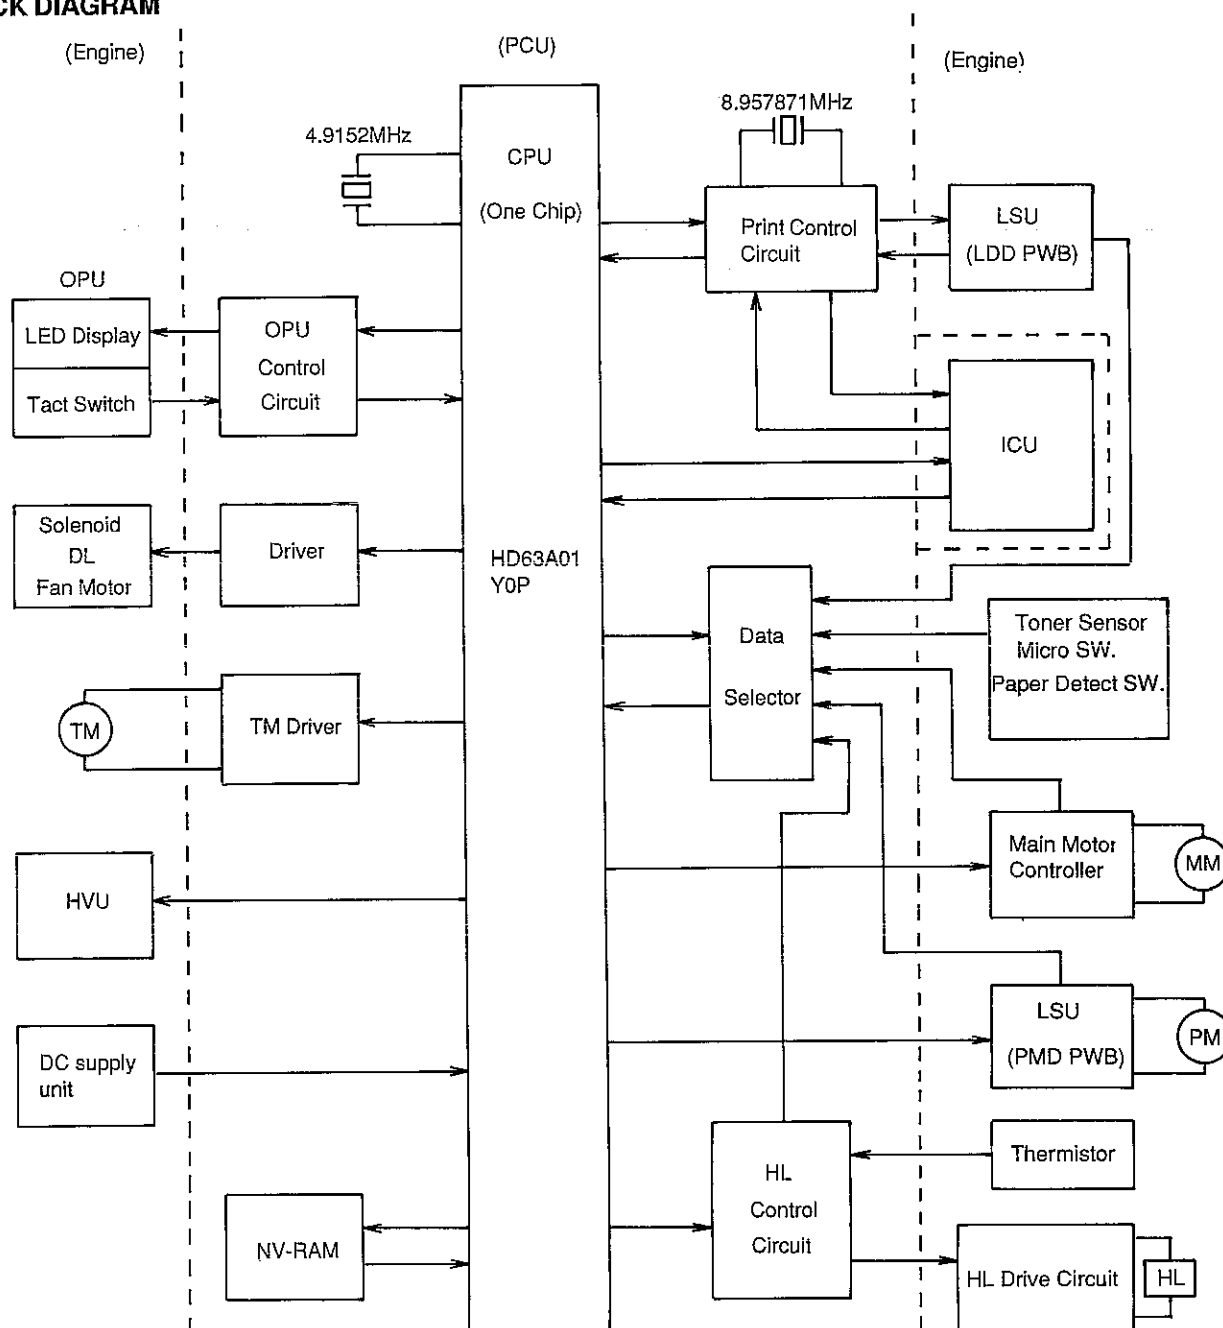 CK DIAGRAM
(Engine)
(PCU)
(Engine)
4.9152MHz
8.957871MHz
CPU
(One Chip)
Print Control
Circuit
LSU
(LDD PWB)
OPU
LED Display
Tact Switch
OPU
Control
Circuit
ICU
Solenoid
DL
Fan Motor
Driver
HD63A01
Y0P
Data
Selector
Toner Sensor
Micro SW.
Paper Detect SW.
TM
TM Driver
Main Motor
Controller
MM
HVU
LSU
(PMD PWB)
PM
DC supply
unit
Thermistor
HL
Control
Circuit
NV-RAM
HL Drive Circuit
HL